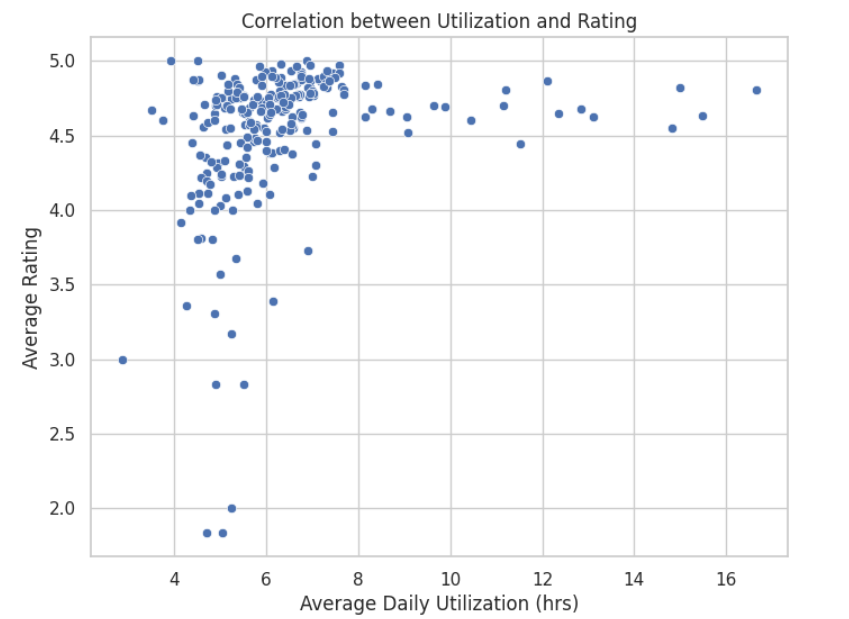 Correlation between Utilization and Rating
5.0
4.5
4.0
3.5
3.0
2.5
2.0
Average Rating
4 6 8 10 12 14 16
Average Daily Utilization (hrs)